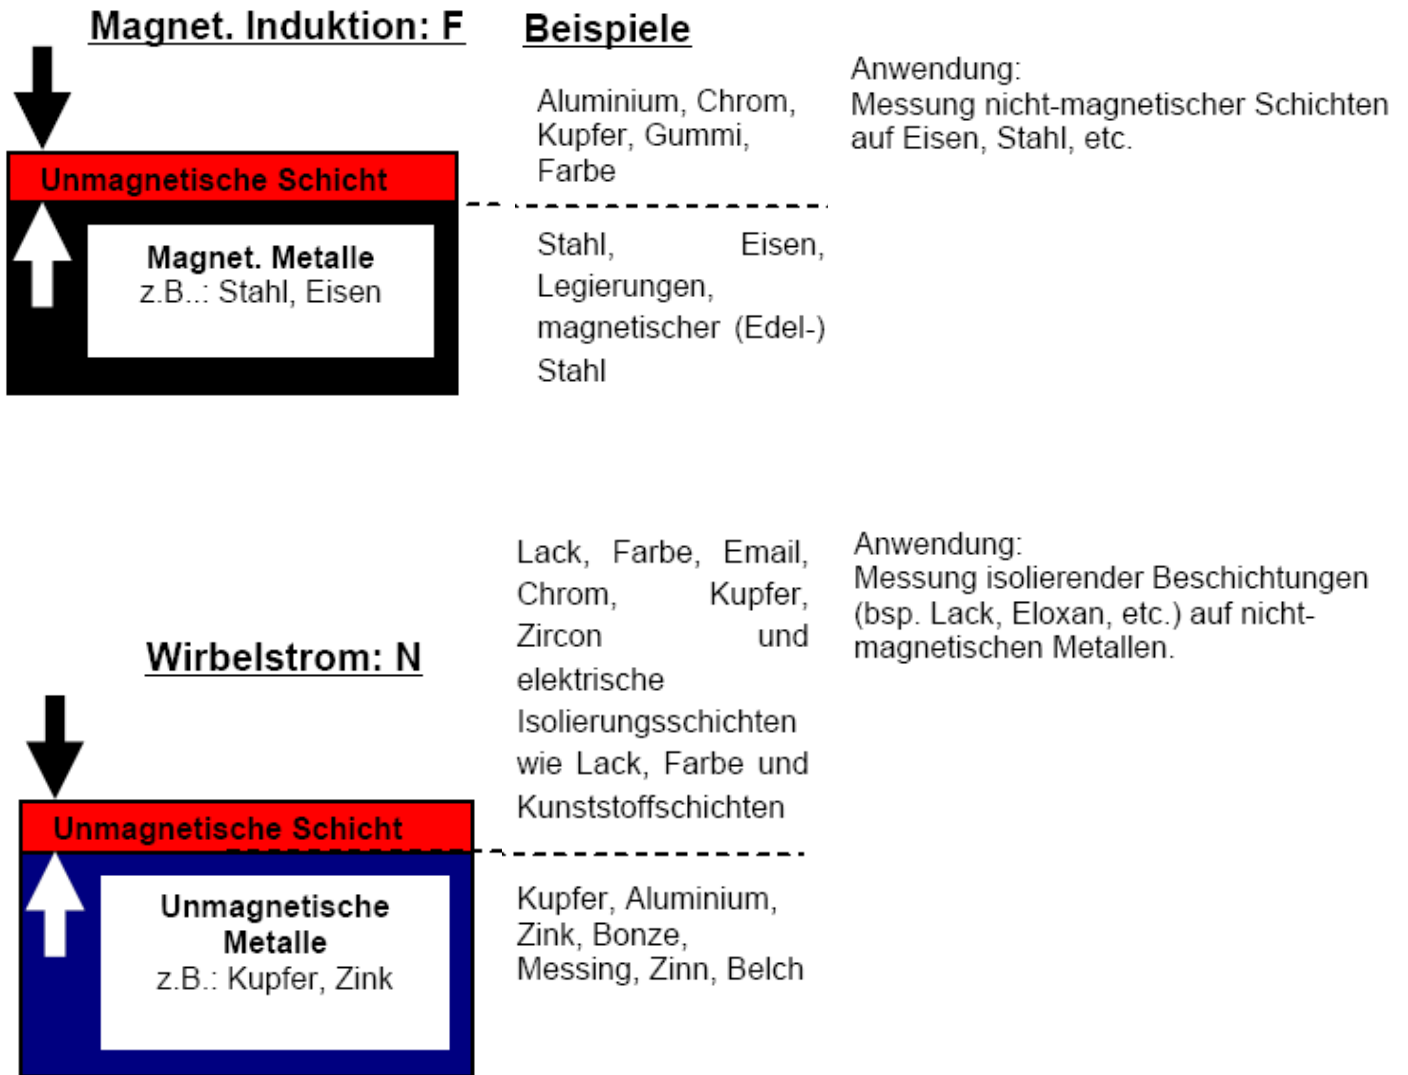 Magnet. Induktion: F
Unmagnetische Schicht
Magnet. Metalle
z.B..: Stahl, Eisen
Beispiele
Aluminium, Chrom,
Kupfer, Gummi,
Farbe
Stahl, Eisen,
Legierungen,
magnetischer (Edel-)
Stahl
Anwendung:
Messung nicht-magnetischer Schichten
auf Eisen, Stahl, etc.
Wirbelstrom: N
Unmagnetische Schicht
Unmagnetische
Metalle
z.B.: Kupfer, Zink
Lack, Farbe, Email,
Chrom, Kupfer,
Zircon und
elektrische
Isolierungsschichten
wie Lack, Farbe und
Kunststoffschichten
Kupfer, Aluminium,
Zink, Bonze,
Messing, Zinn, Belch
Anwendung:
Messung isolierender Beschichtungen
(bsp. Lack, Eloxan, etc.) auf nicht-
magnetischen Metallen.